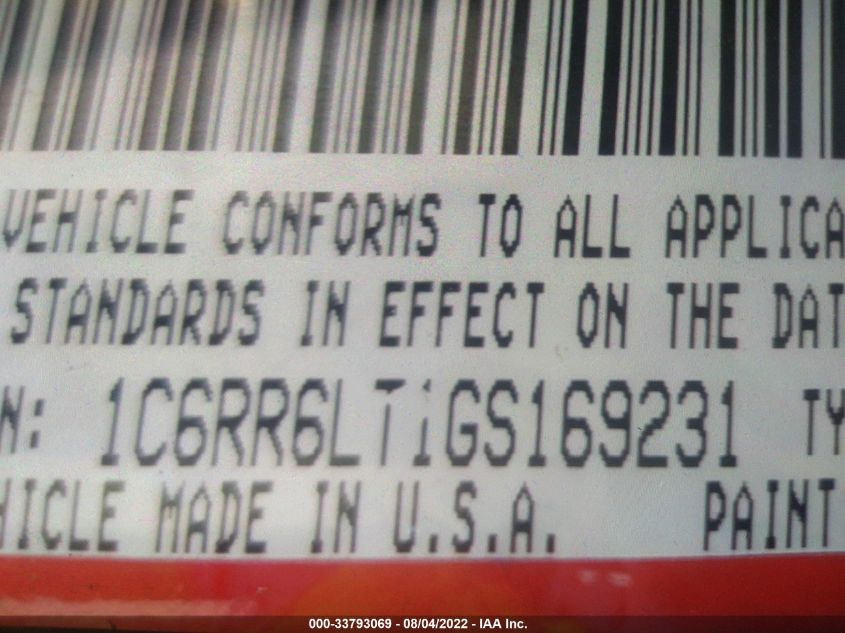 VEHICLE CONFORMS TO ALL APPLICA
STANDARDS IN EFFECT ON THE DAT
N: 1C6RR6LT1GS169231 TY
HICLE MADE IN U.S.A. PAINT
000-33793069 - 08/04/2022 - IAA Inc.